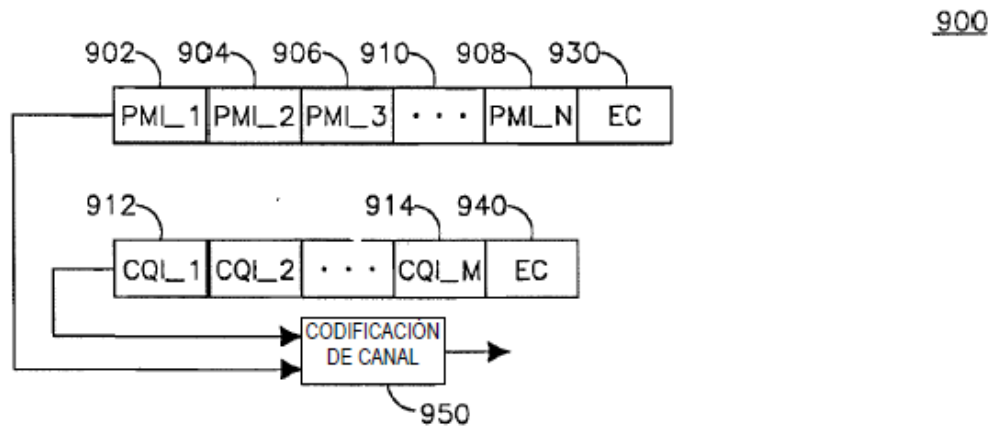 900
902 904 906 910 908 930
PMI_1 PMI_2 PMI_3 ... PMI_N EC
912 914 940
CQI_1 CQI_2 ... CQI_M EC
CODIFICACIÓN
DE CANAL
950